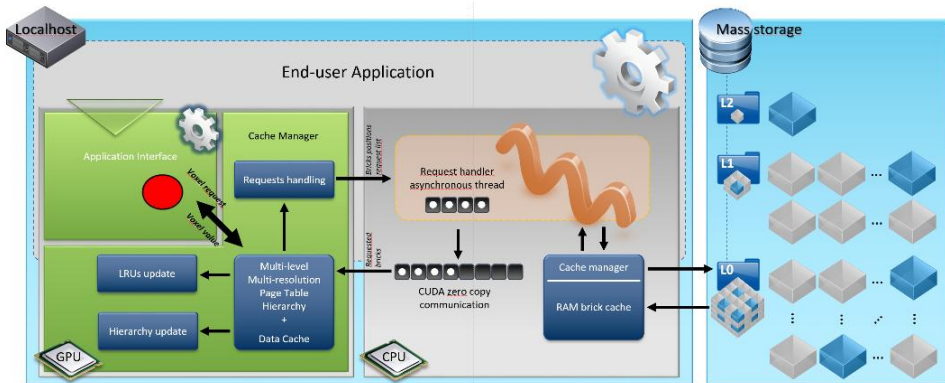 Localhost
Mass storage
End-user Application
Application Interface
Cache Manager
Requests handling
Voxel request
Voxel value
LRUs update
Hierarchy update
Multi-level
Multi-resolution
Page Table
Hierarchy
+
Data Cache
GPU
Bricks positions
request list
Request handler
asynchronous thread
Requested
bricks
CUDA zero copy
communication
Cache manager
RAM brick cache
CPU
L2
L1
...
...
L0
...
...